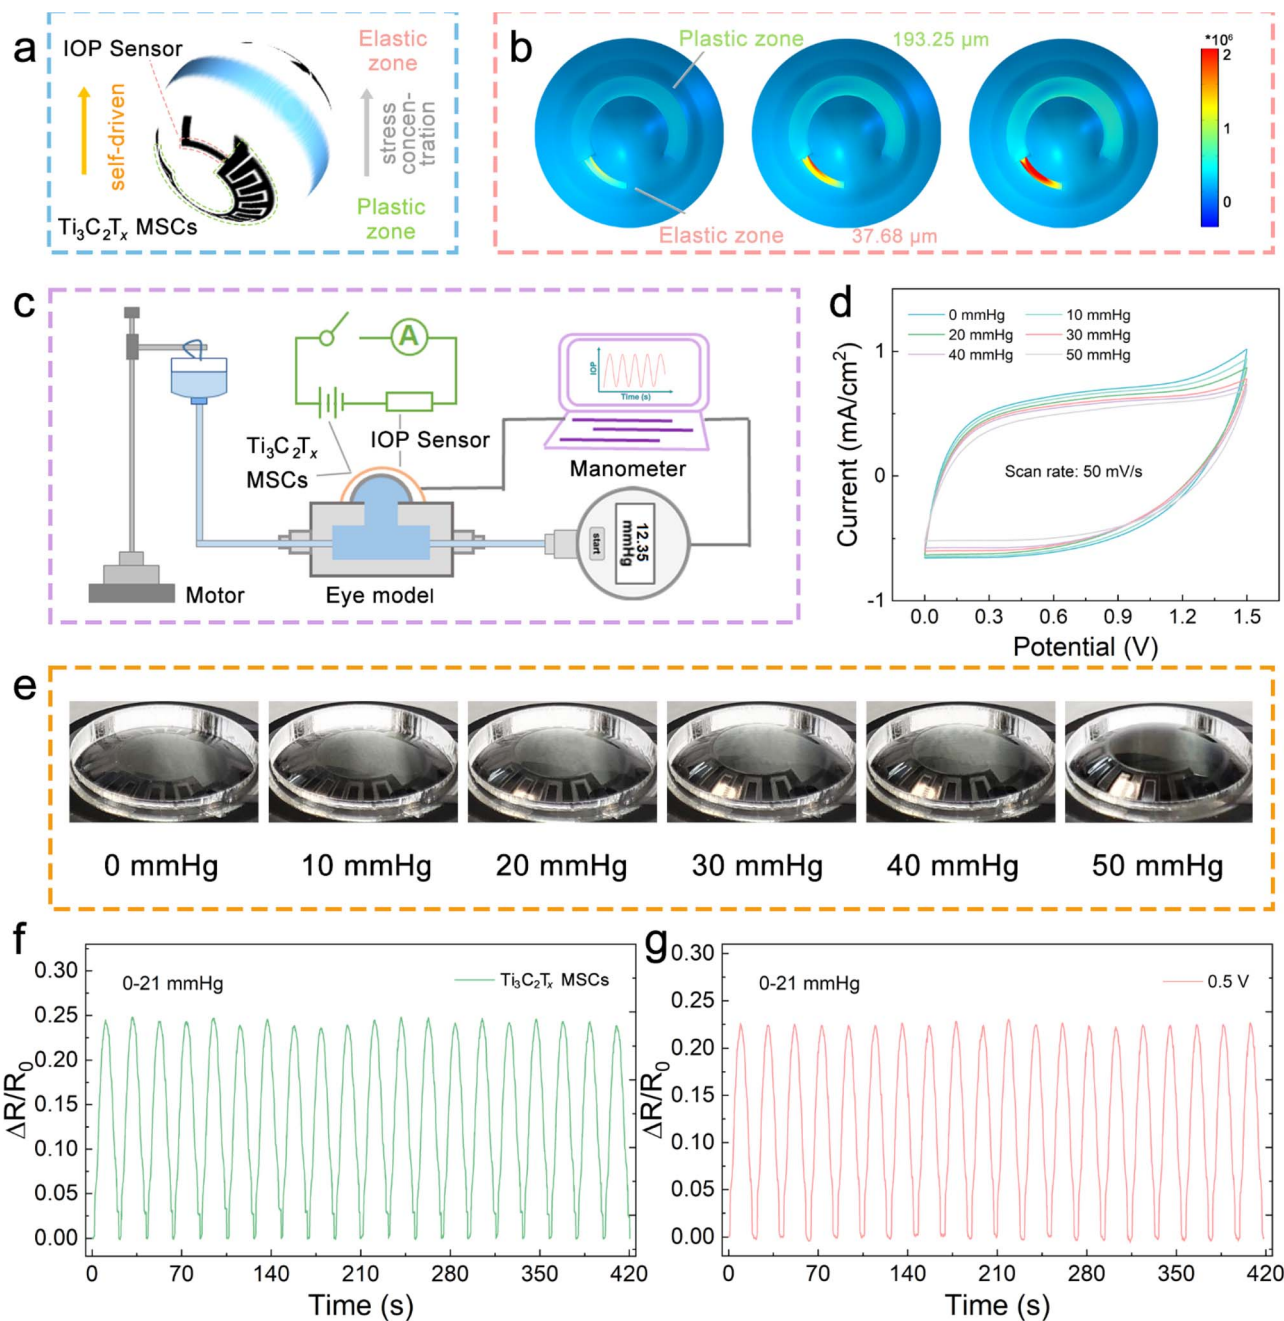 a
IOP Sensor
self-driven
Ti₃C₂Tₓ MSCs
Elastic
zone
stress
concen-
tration
Plastic
zone
b
Plastic zone
193.25 μm
Elastic zone
37.68 μm
*10⁶
2
1
0
c
A
Ti₃C₂Tₓ
MSCs
IOP Sensor
IOP
Time (s)
Manometer
12.35
mmHg
start
Motor
Eye model
d
0 mmHg
10 mmHg
20 mmHg
30 mmHg
40 mmHg
50 mmHg
Scan rate: 50 mV/s
Current (mA/cm²)
1
0
-1
0.0 0.3 0.6 0.9 1.2 1.5
Potential (V)
e
0 mmHg
10 mmHg
20 mmHg
30 mmHg
40 mmHg
50 mmHg
f
0-21 mmHg
Ti₃C₂Tₓ MSCs
ΔR/R₀
0.30
0.25
0.20
0.15
0.10
0.05
0.00
0 70 140 210 280 350 420
Time (s)
g
0-21 mmHg
0.5 V
ΔR/R₀
0.30
0.25
0.20
0.15
0.10
0.05
0.00
0 70 140 210 280 350 420
Time (s)